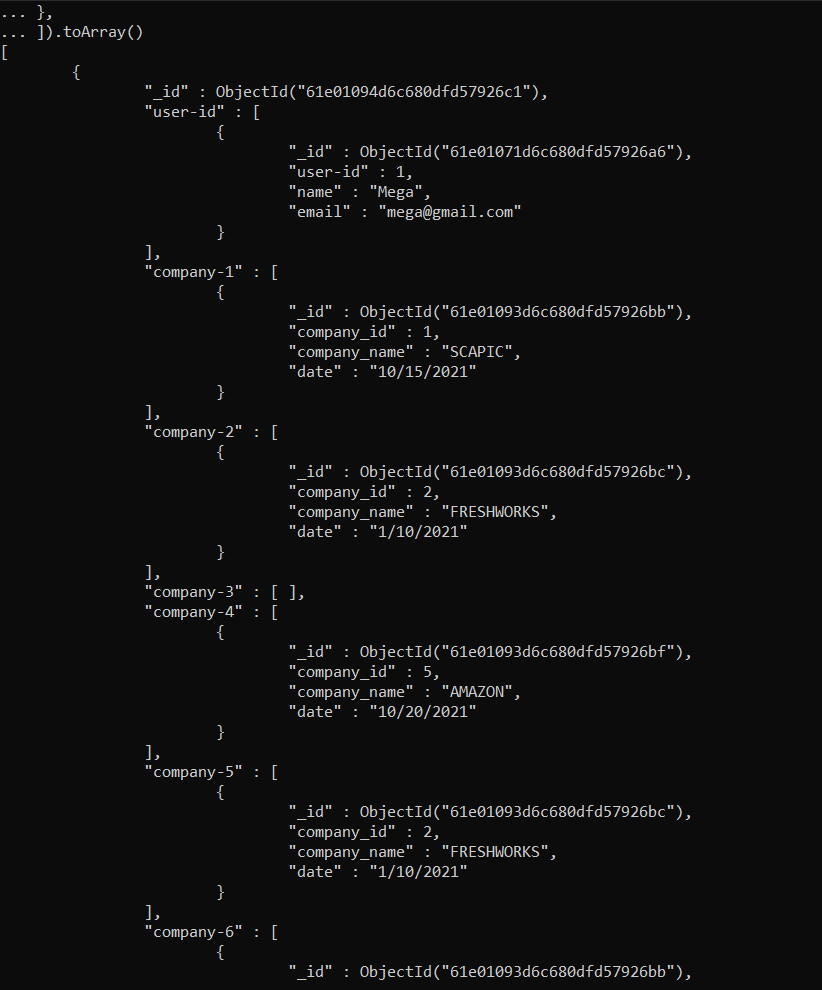 ... },
... ]).toArray()
[
        {
                "_id" : ObjectId("61e01094d6c680dfd57926c1"),
                "user-id" : [
                        {
                                "_id" : ObjectId("61e01071d6c680dfd57926a6"),
                                "user-id" : 1,
                                "name" : "Mega",
                                "email" : "mega@gmail.com"
                        }
                ],
                "company-1" : [
                        {
                                "_id" : ObjectId("61e01093d6c680dfd57926bb"),
                                "company_id" : 1,
                                "company_name" : "SCAPIC",
                                "date" : "10/15/2021"
                        }
                ],
                "company-2" : [
                        {
                                "_id" : ObjectId("61e01093d6c680dfd57926bc"),
                                "company_id" : 2,
                                "company_name" : "FRESHWORKS",
                                "date" : "1/10/2021"
                        }
                ],
                "company-3" : [ ],
                "company-4" : [
                        {
                                "_id" : ObjectId("61e01093d6c680dfd57926bf"),
                                "company_id" : 5,
                                "company_name" : "AMAZON",
                                "date" : "10/20/2021"
                        }
                ],
                "company-5" : [
                        {
                                "_id" : ObjectId("61e01093d6c680dfd57926bc"),
                                "company_id" : 2,
                                "company_name" : "FRESHWORKS",
                                "date" : "1/10/2021"
                        }
                ],
                "company-6" : [
                        {
                                "_id" : ObjectId("61e01093d6c680dfd57926bb"),